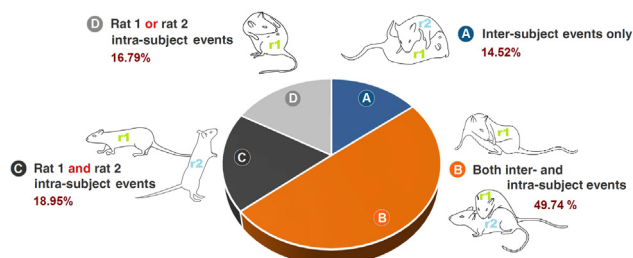 D Rat 1 or rat 2
intra-subject events
16.79%
r1
r2
r1
A Inter-subject events only
14.52%
D
A
C
B
r1
r2
C Rat 1 and rat 2
intra-subject events
18.95%
r1
B Both inter- and
intra-subject events
49.74 %
r1
r2